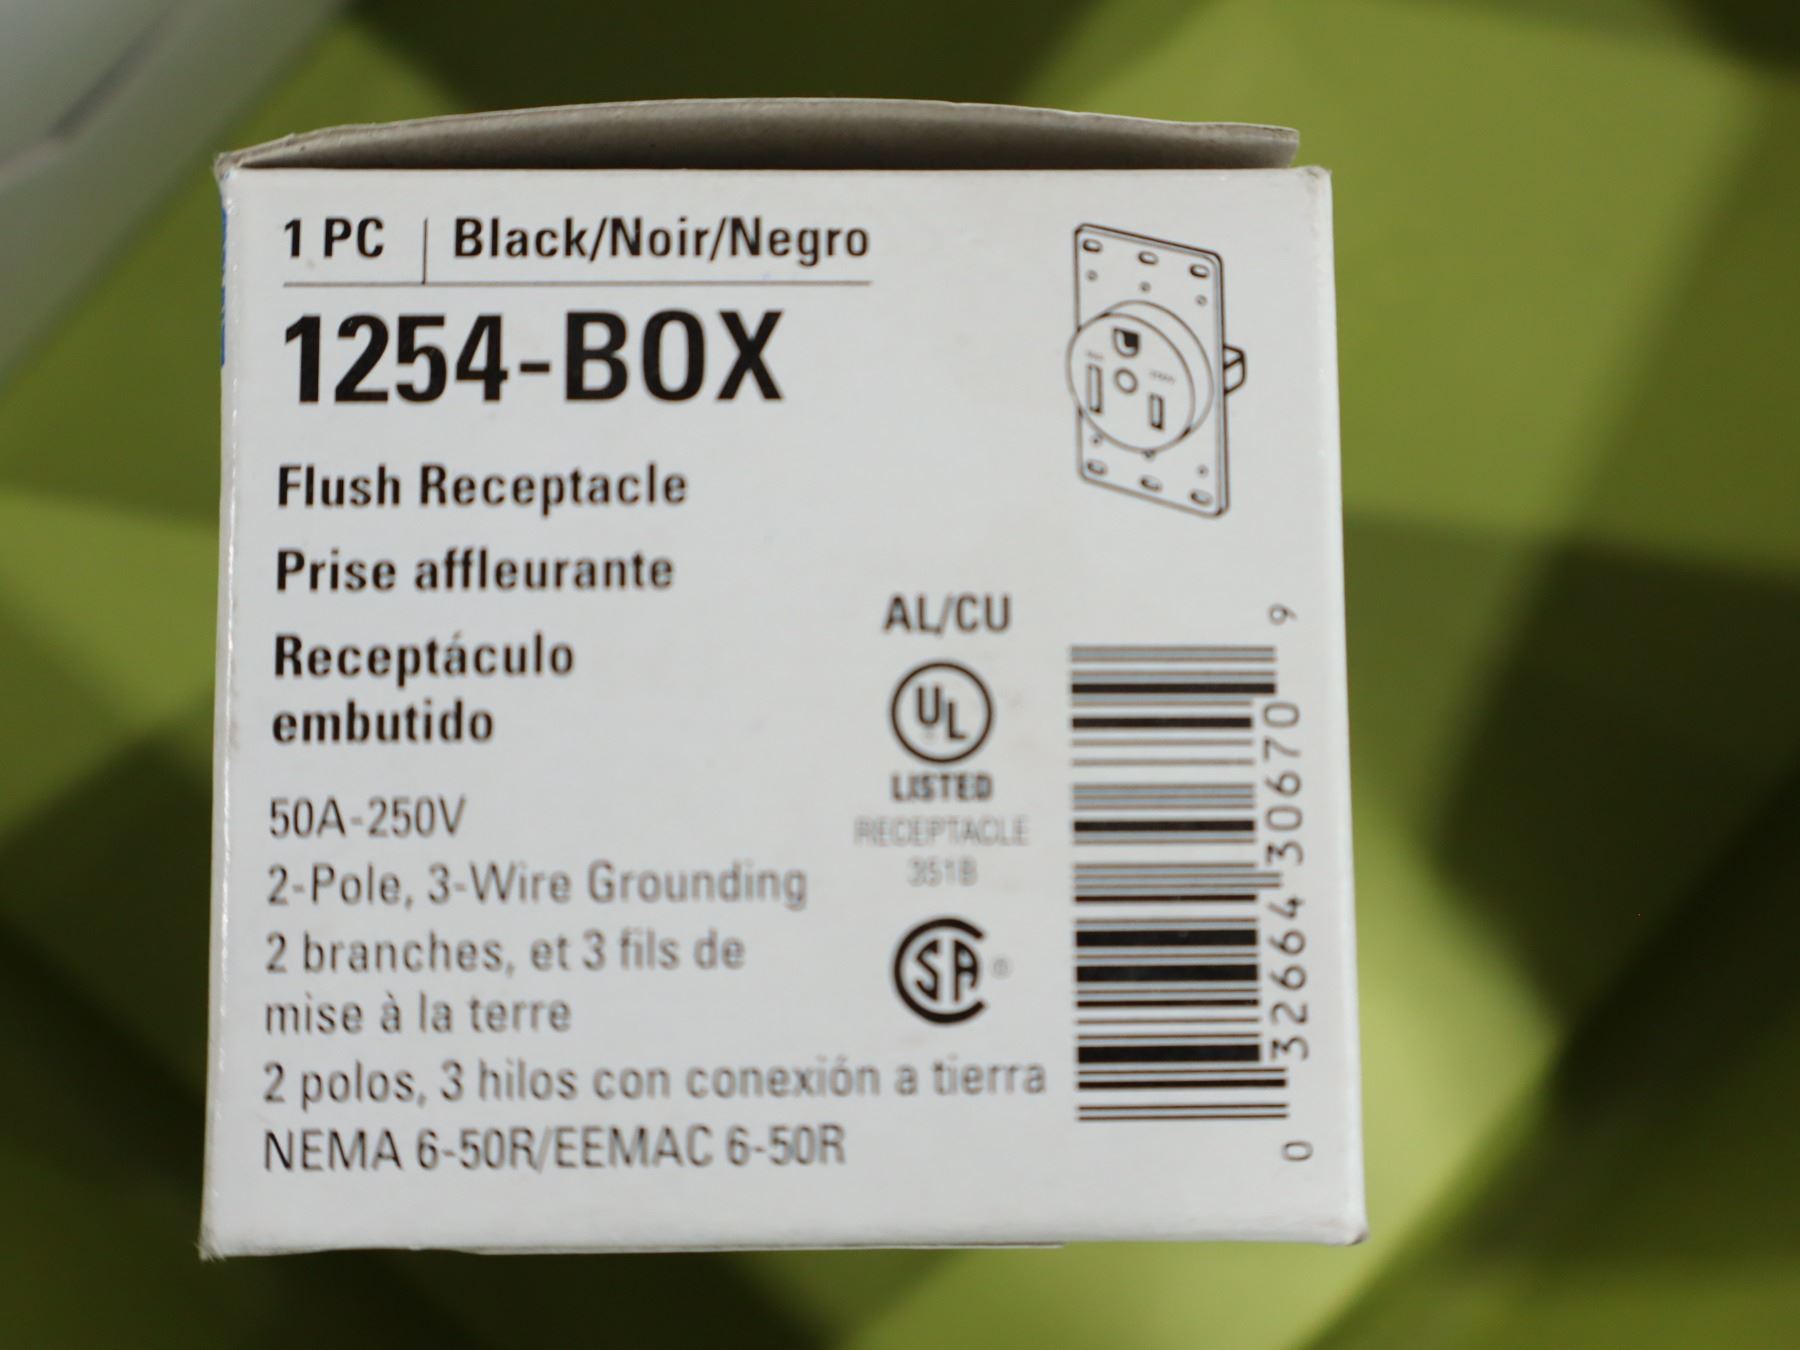 1 PC | Black/Noir/Negro
1254-BOX
Flush Receptacle
Prise affleurante
Receptáculo
embutido
50A-250V
2-Pole, 3-Wire Grounding
2 branches, et 3 fils de
mise à la terre
2 polos, 3 hilos con conexión a tierra
NEMA 6-50R/EEMAC 6-50R
AL/CU
UL
LISTED
RECEPTACLE
351B
SA®
0 32664 30670 9